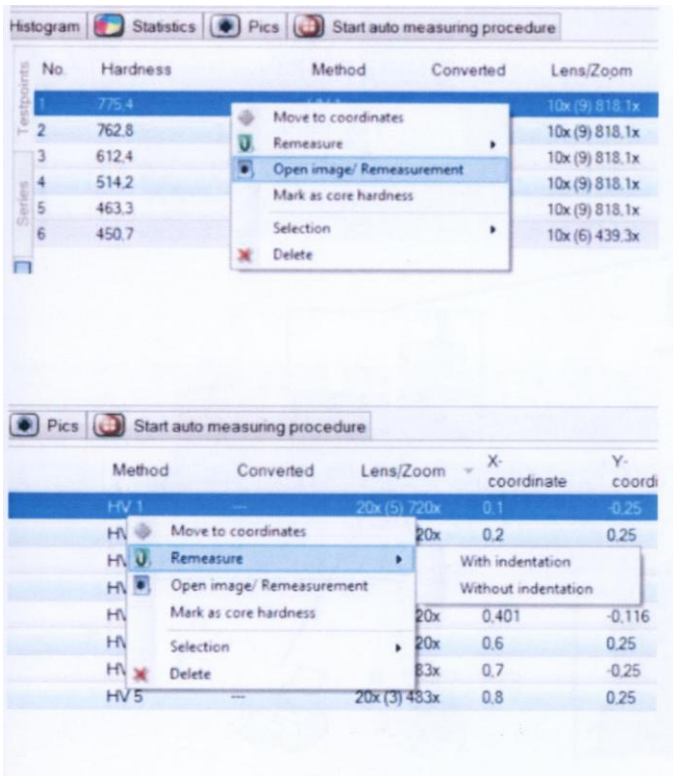 Histogram Statistics Pics Start auto measuring procedure
Testpoints
Series
No. Hardness Method Converted Lens/Zoom
1 775,4 10x (9) 818,1x
2 762,8 10x (9) 818,1x
3 612,4 10x (9) 818,1x
4 514,2 10x (9) 818,1x
5 463,3 10x (9) 818,1x
6 450,7 10x (6) 439,3x
Move to coordinates
Remeasure
Open image/ Remeasurement
Mark as core hardness
Selection
Delete
Pics Start auto measuring procedure
Method Converted Lens/Zoom X-coordinate Y-coordi
HV 1 --- 20x (5) 720x 0,1 -0,25
HV 20x 0,2 0,25
HV
HV
HV 20x 0,401 -0,116
HV 20x 0,6 0,25
HV 83x 0,7 -0,25
HV 5 --- 20x (3) 483x 0,8 0,25
Move to coordinates
Remeasure
Open image/ Remeasurement
Mark as core hardness
Selection
Delete
With indentation
Without indentation